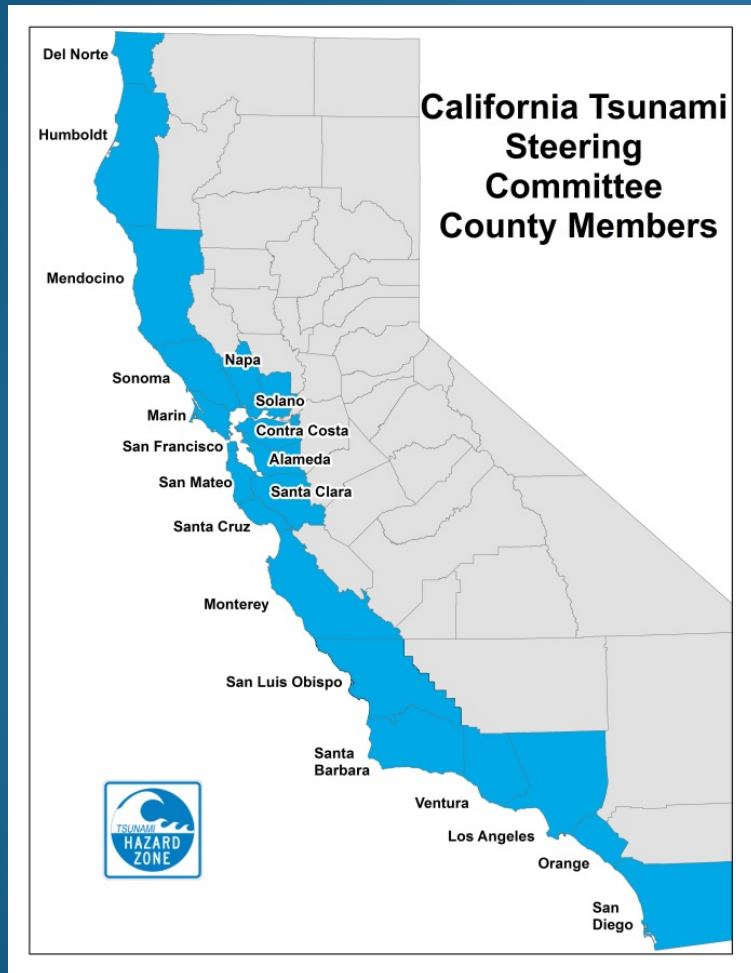 California Tsunami
Steering
Committee
County Members
Del Norte
Humboldt
Mendocino
Napa
Sonoma
Solano
Marin
Contra Costa
San Francisco
Alameda
San Mateo
Santa Clara
Santa Cruz
Monterey
San Luis Obispo
Santa
Barbara
Ventura
Los Angeles
Orange
San
Diego
TSUNAMI
HAZARD
ZONE